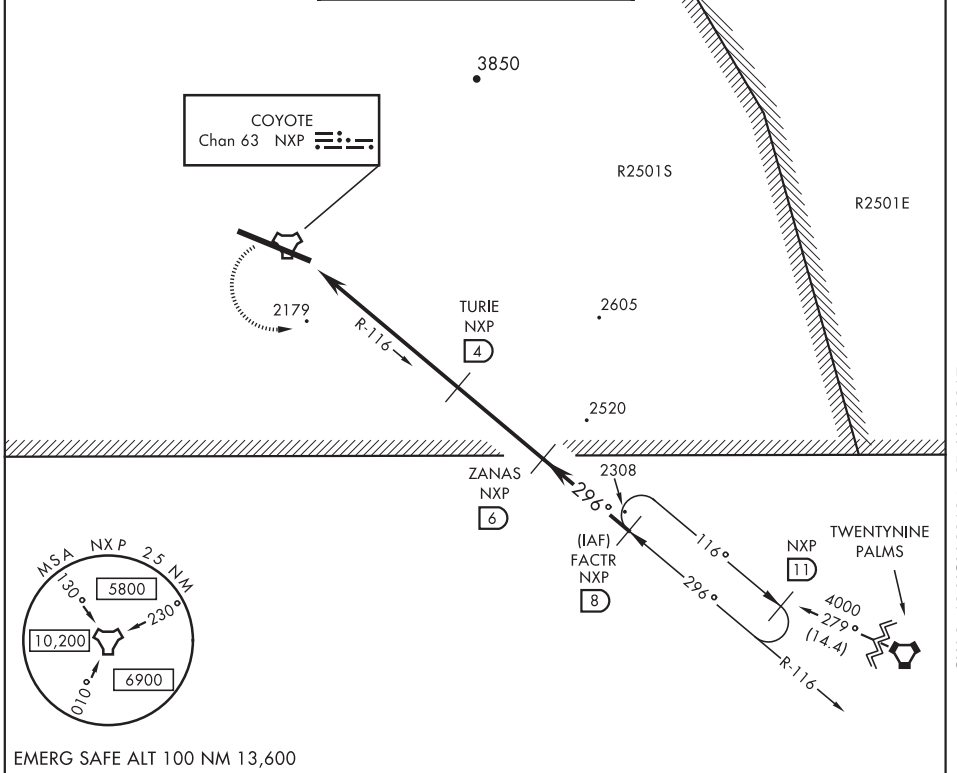 3850
COYOTE
Chan 63 NXP
R2501S
R2501E
2179
R-116
TURIE
NXP
4
2605
2520
ZANAS
NXP
6
296°
2308
(IAF)
FACTR
NXP
8
116°
296°
NXP
11
TWENTYNINE
PALMS
4000
279°
(14.4)
R-116
MSA NXP 25 NM
130°
5800
230°
10,200
6900
010°
EMERG SAFE ALT 100 NM 13,600